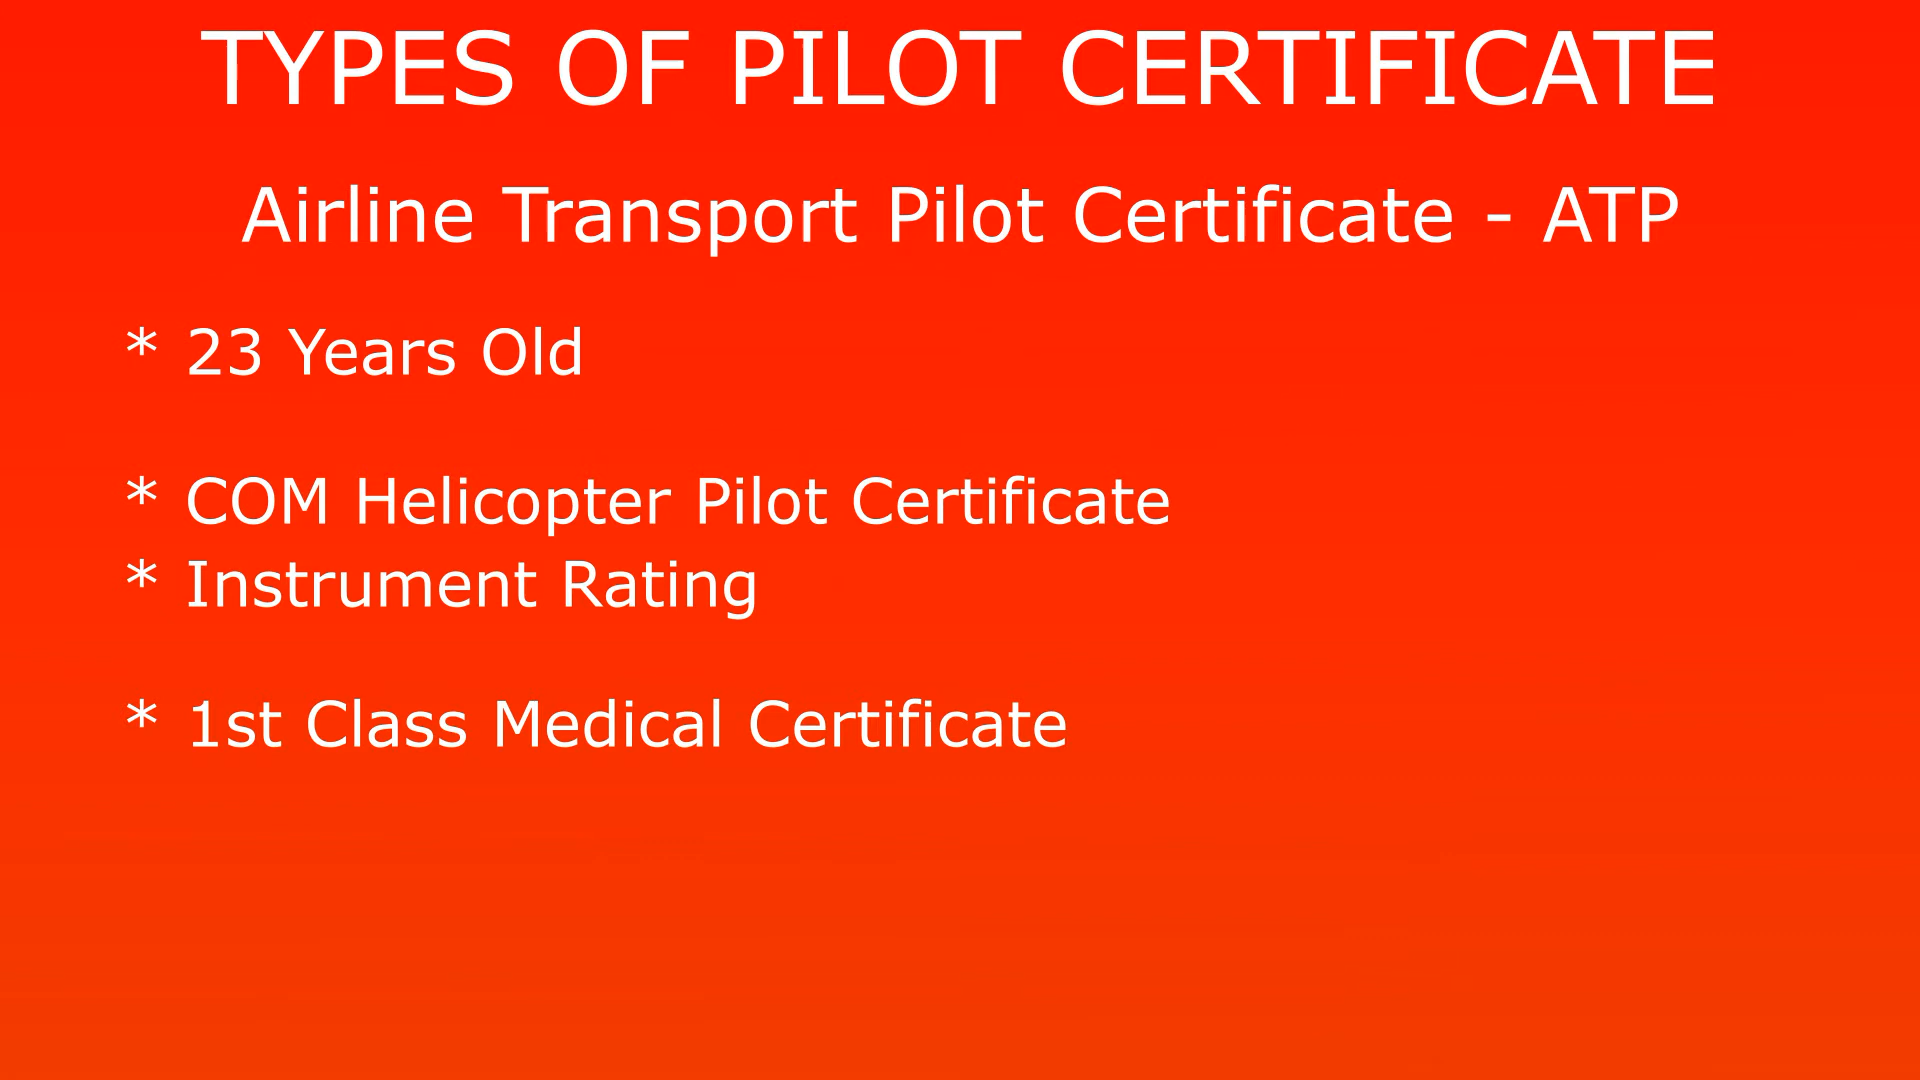 TYPES OF PILOT CERTIFICATE
Airline Transport Pilot Certificate - ATP
* 23 Years Old
* COM Helicopter Pilot Certificate
* Instrument Rating
* 1st Class Medical Certificate